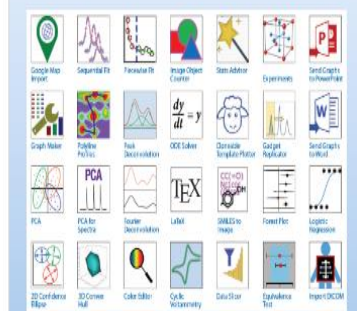 Google Map
Import
Sequential Fit
Piecewise Fit
Image Object
Counter
Stats Advisor
Experiments
Send Graphs
to PowerPoint
P
Graph Maker
Polyline
Profiles
Peak
Deconvolution
dy
dt = y
ODE Solver
Cloneable
Template Plotter
Gadget
Replicator
W
Send Graphs
to Word
PCA
PCA
PCA for
Spectra
Fourier
Deconvolution
TEX
LaTeX
SMILES to
Image
Forest Plot
Logistic
Regression
2D Confidence
Ellipse
3D Convex
Hull
Color Editor
Cyclic
Voltammetry
Data Slicer
Equivalence
Test
Import DICOM